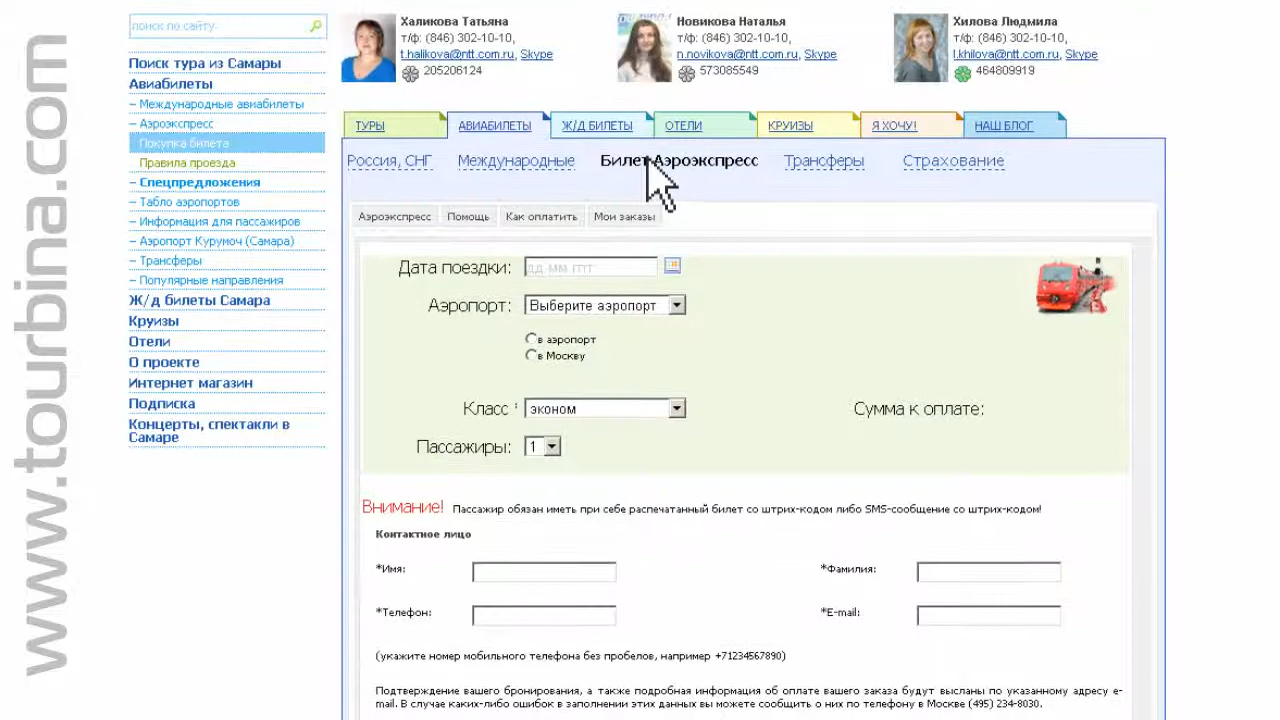 www.tourbina.com
поиск по сайту
Халикова Татьяна
т/ф: (846) 302-10-10,
t.halikova@ntt.com.ru, Skype
205206124
Новикова Наталья
т/ф: (846) 302-10-10,
n.novikova@ntt.com.ru, Skype
573085549
Хилова Людмила
т/ф: (846) 302-10-10,
l.khilova@ntt.com.ru, Skype
464809919
Поиск тура из Самары
Авиабилеты
– Международные авиабилеты
– Аэроэкспресс
Покупка билета
Правила проезда
– Спецпредложения
– Табло аэропортов
– Информация для пассажиров
– Аэропорт Курумоч (Самара)
– Трансферы
– Популярные направления
Ж/д билеты Самара
Круизы
Отели
О проекте
Интернет магазин
Подписка
Концерты, спектакли в
Самаре
ТУРЫ АВИАБИЛЕТЫ Ж/Д БИЛЕТЫ ОТЕЛИ КРУИЗЫ Я ХОЧУ! НАШ БЛОГ
Россия, СНГ Международные Билет Аэроэкспресс Трансферы Страхование
Аэроэкспресс Помощь Как оплатить Мои заказы
Дата поездки: дд.мм.гггг
Аэропорт: Выберите аэропорт
в аэропорт
в Москву
Класс : эконом Сумма к оплате:
Пассажиры: 1
Внимание! Пассажир обязан иметь при себе распечатанный билет со штрих-кодом либо SMS-сообщение со штрих-кодом!
Контактное лицо
*Имя: *Фамилия:
*Телефон: *E-mail:
(укажите номер мобильного телефона без пробелов, например +71234567890)
Подтверждение вашего бронирования, а также подробная информация об оплате вашего заказа будут высланы по указанному адресу e-
mail. В случае каких-либо ошибок в заполнении этих данных вы можете сообщить о них по телефону в Москве (495) 234-8030.